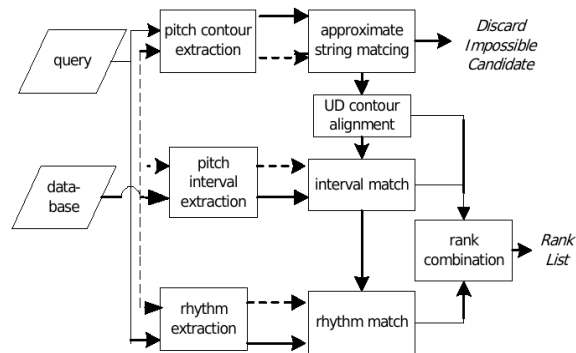 query
pitch contour
extraction
approximate
string matcing
Discard
Impossible
Candidate
UD contour
alignment
data-
base
pitch
interval
extraction
interval match
rank
combination
Rank
List
rhythm
extraction
rhythm match